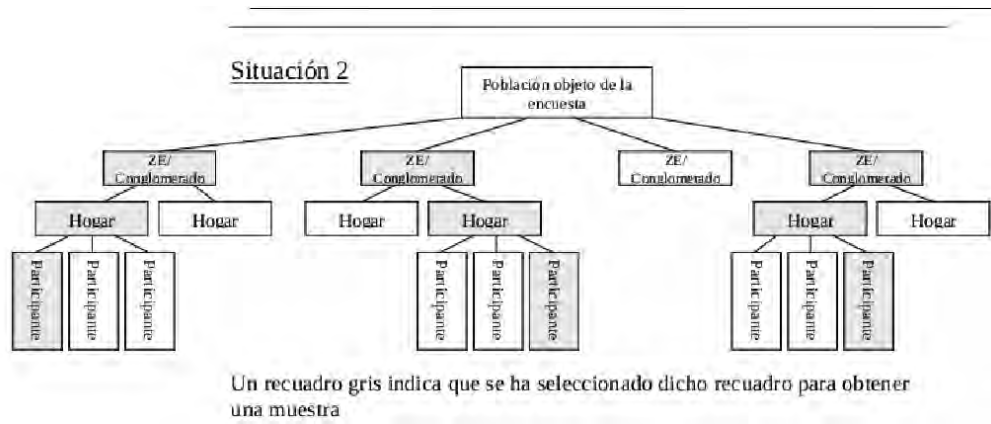 Situación 2
Población objeto de la
encuesta
ZE/
Conglomerado
ZE/
Conglomerado
ZE/
Conglomerado
ZE/
Conglomerado
Hogar
Hogar
Hogar
Hogar
Hogar
Hogar
Participante
Participante
Participante
Participante
Participante
Participante
Participante
Participante
Participante
Un recuadro gris indica que se ha seleccionado dicho recuadro para obtener
una muestra